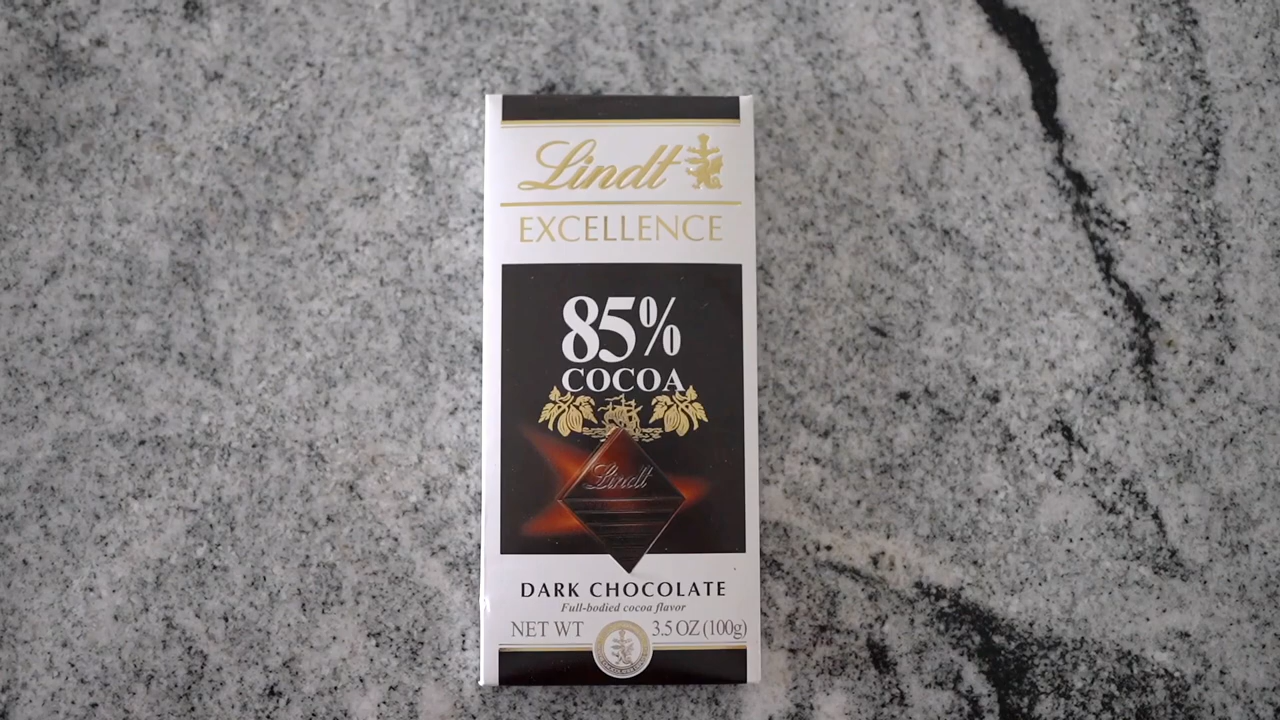 Lindt
EXCELLENCE
85%
COCOA
Lindt
DARK CHOCOLATE
Full-bodied cocoa flavor
NET WT 3.5 OZ (100g)